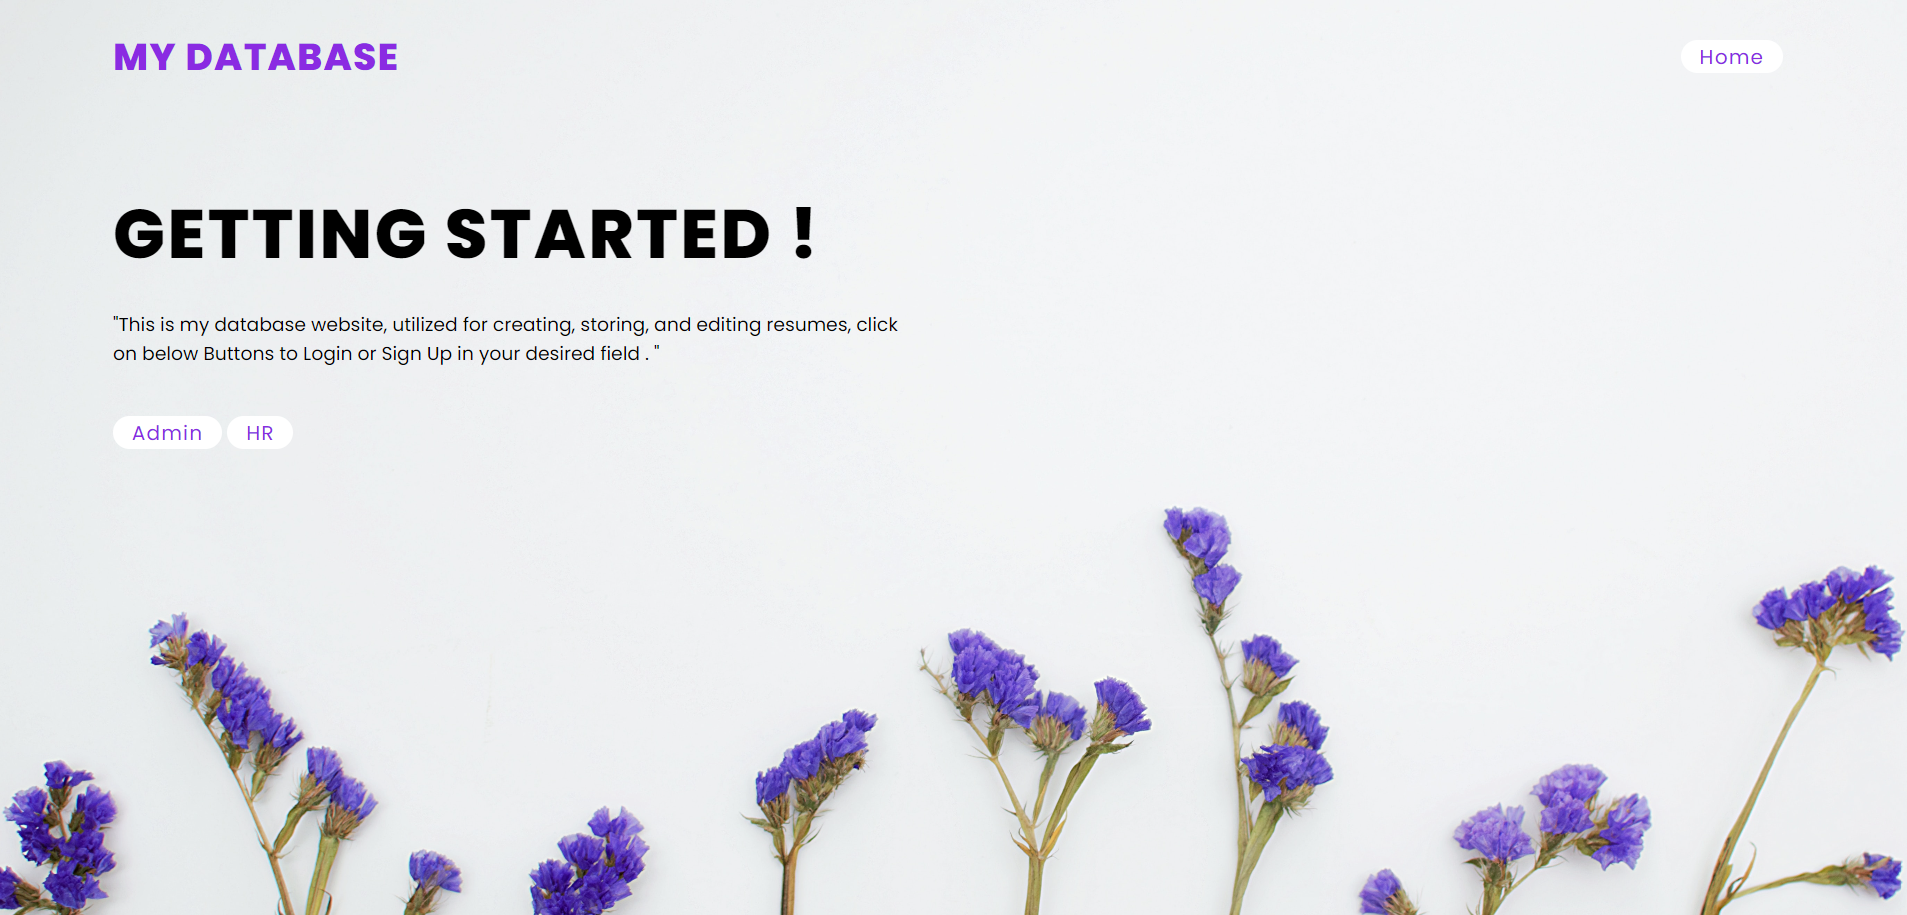 MY DATABASE
Home
GETTING STARTED !
"This is my database website, utilized for creating, storing, and editing resumes, click
on below Buttons to Login or Sign Up in your desired field . "
Admin
HR